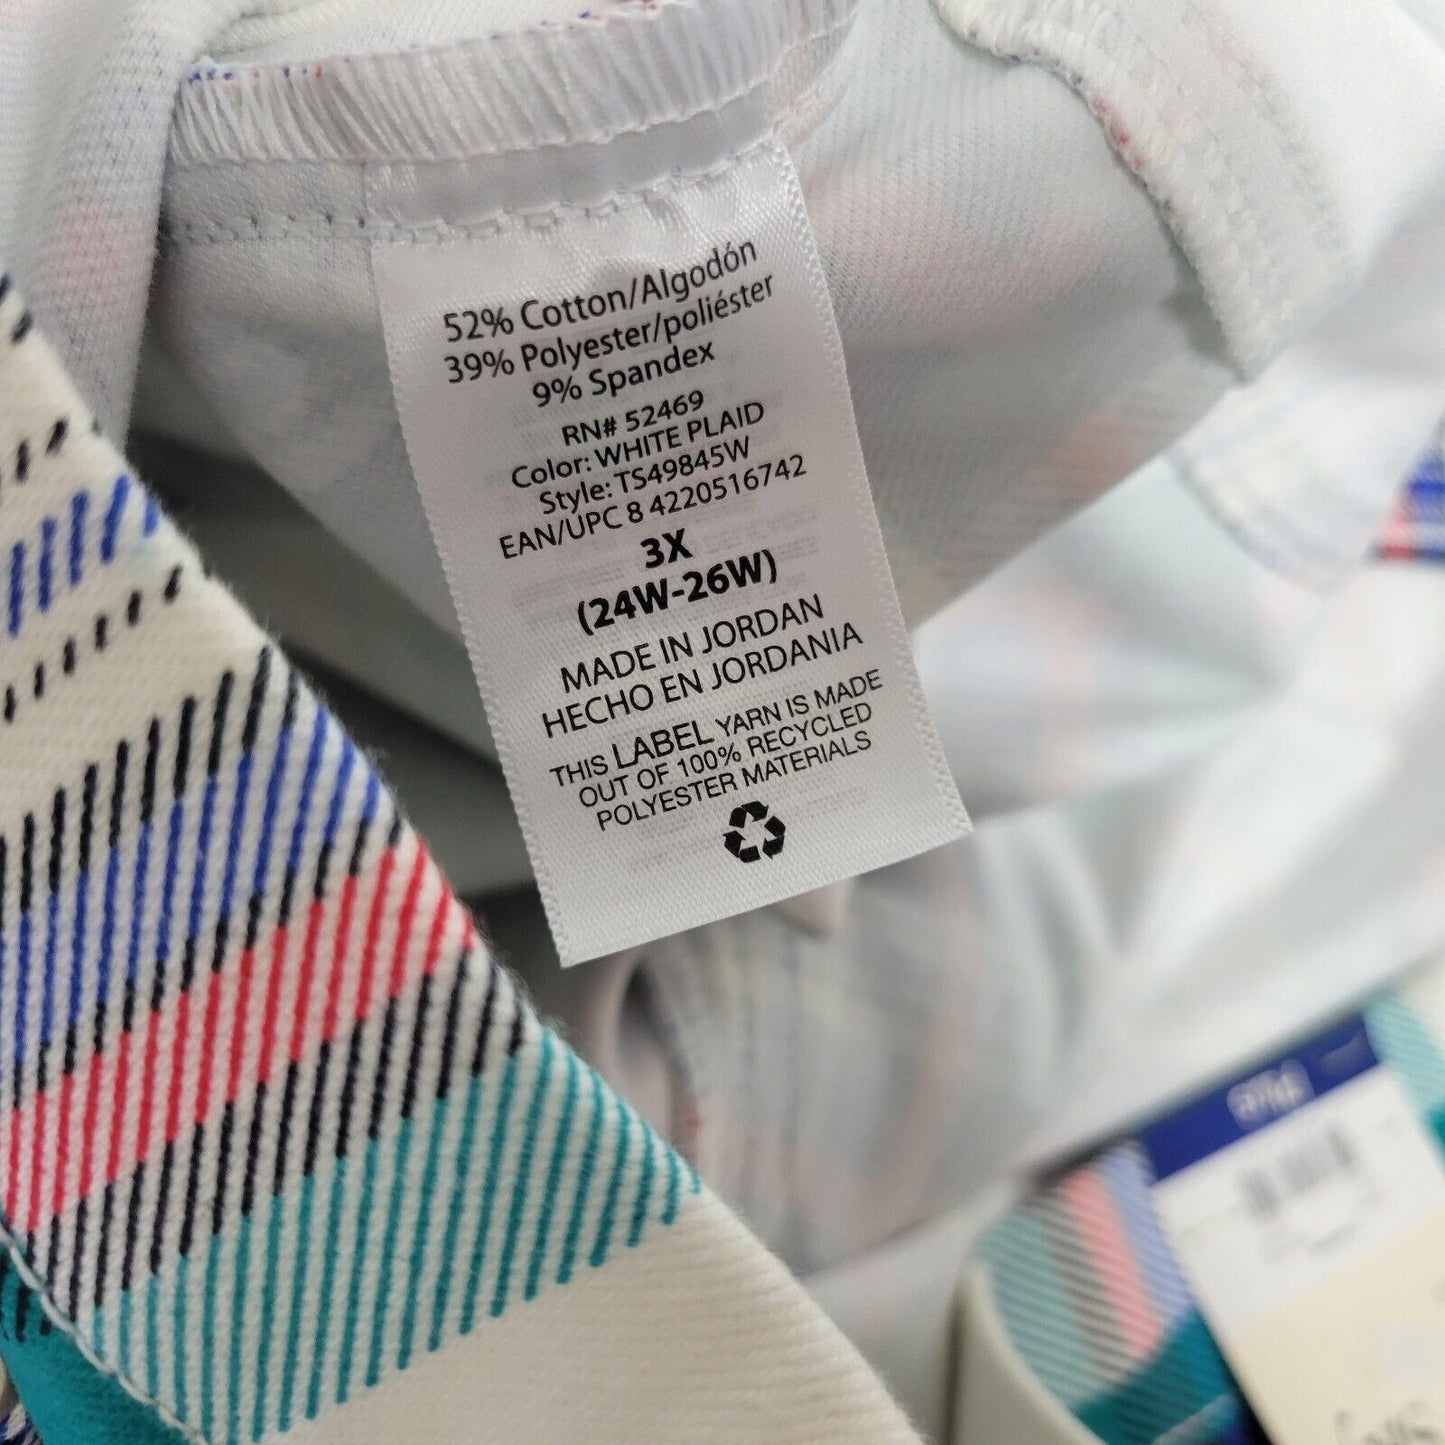 52% Cotton/Algodón
39% Polyester/poliéster
9% Spandex
RN# 52469
Color: WHITE PLAID
Style: TS49845W
EAN/UPC 8 4220516742
3X
(24W-26W)
MADE IN JORDAN
HECHO EN JORDANIA
THIS LABEL YARN IS MADE
OUT OF 100% RECYCLED
POLYESTER MATERIALS